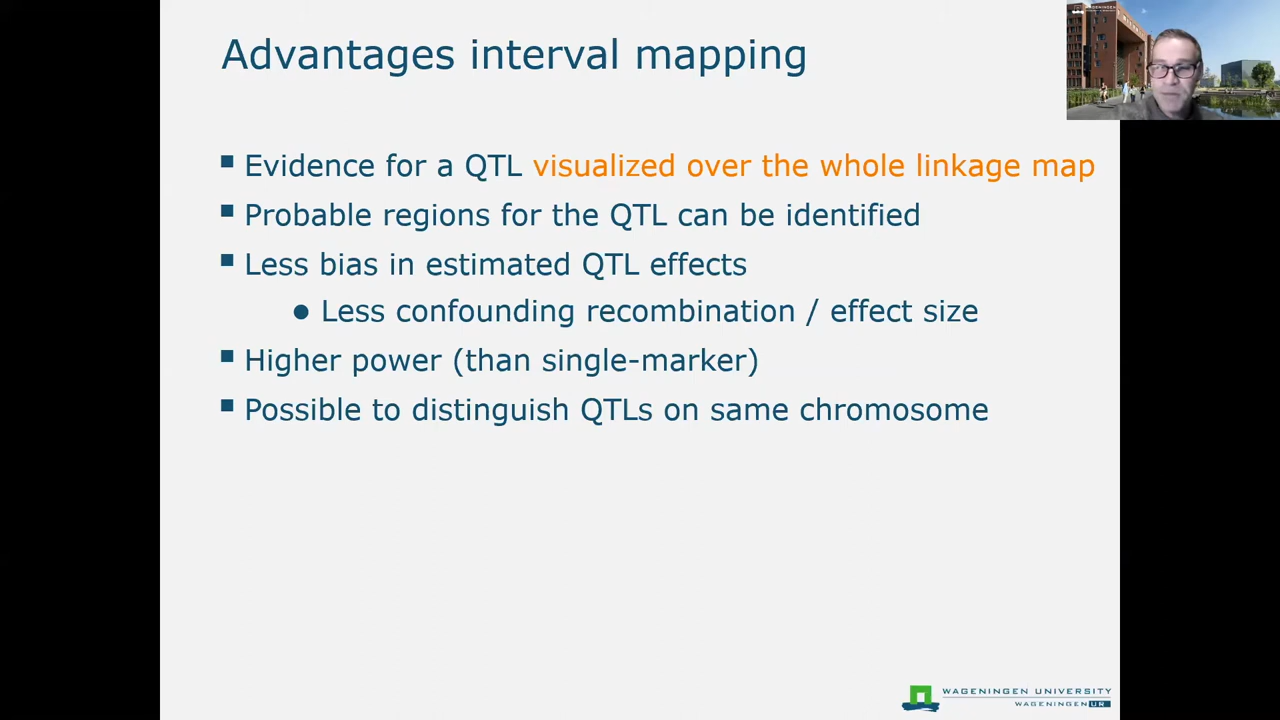 Advantages interval mapping
Evidence for a QTL visualized over the whole linkage map
Probable regions for the QTL can be identified
Less bias in estimated QTL effects
Less confounding recombination / effect size
Higher power (than single-marker)
Possible to distinguish QTLs on same chromosome
WAGENINGEN UNIVERSITY
WAGENINGEN UR